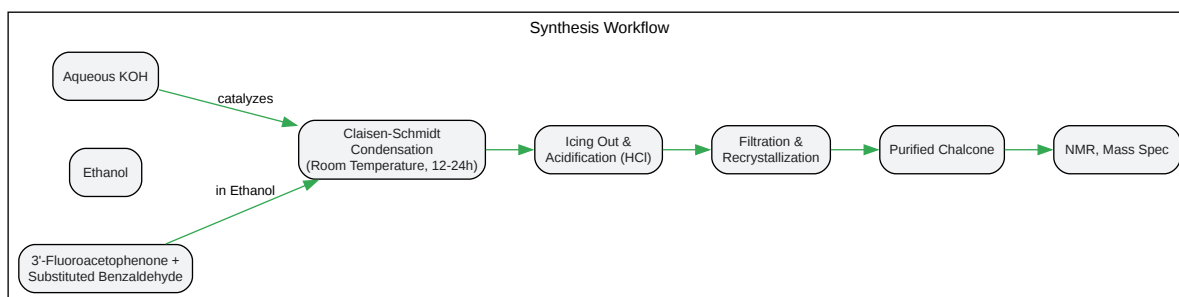 Synthesis Workflow
Aqueous KOH
catalyzes
Ethanol
in Ethanol
3'-Fluoroacetophenone +
Substituted Benzaldehyde
Claisen-Schmidt
Condensation
(Room Temperature, 12-24h)
Icing Out &
Acidification (HCl)
Filtration &
Recrystallization
Purified Chalcone
NMR, Mass Spec